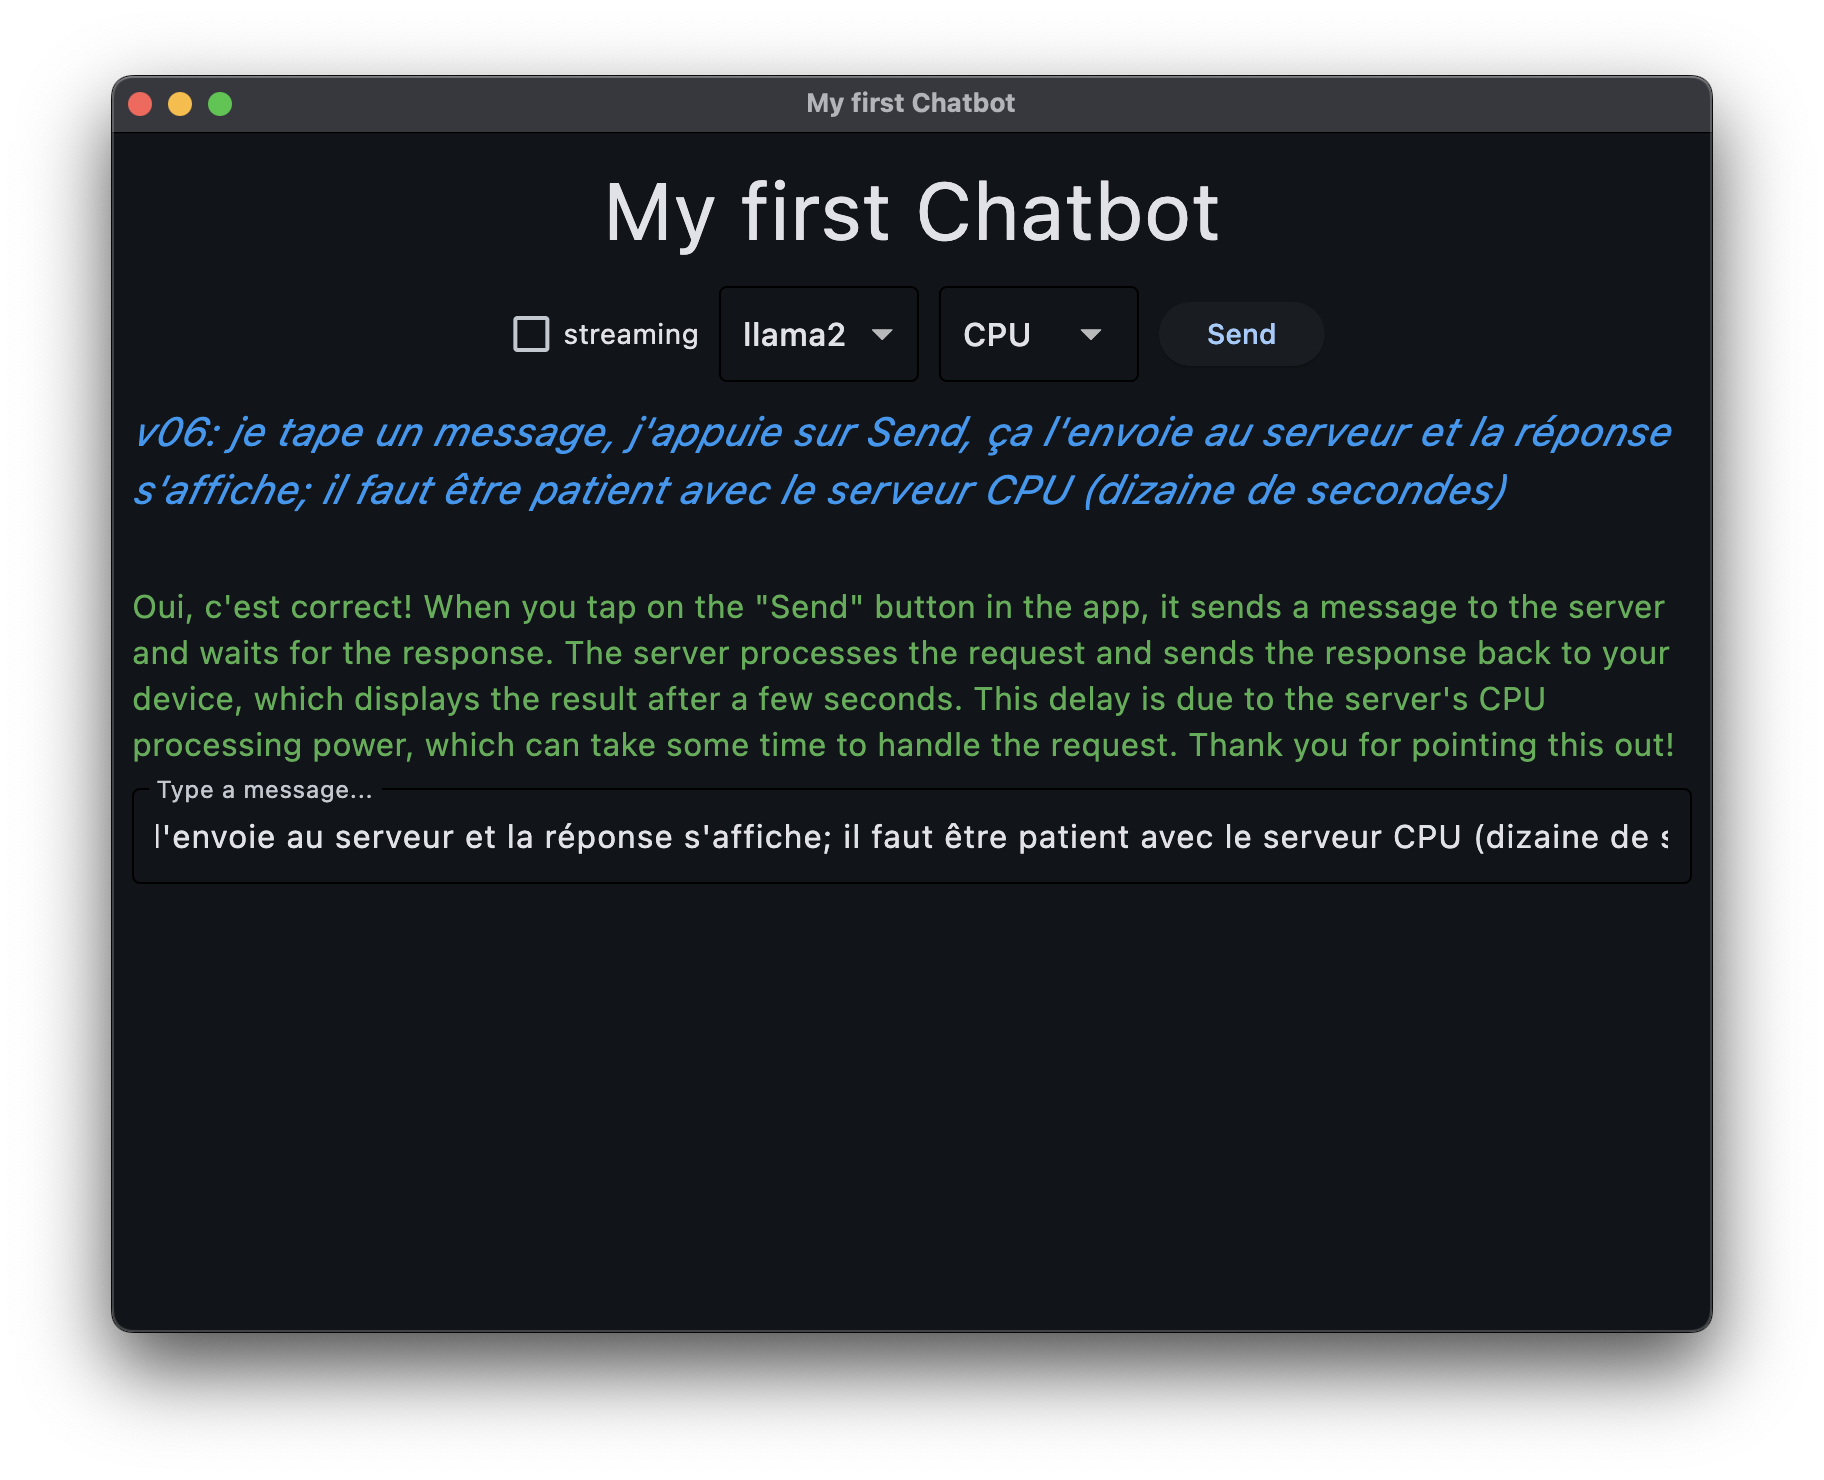 My first Chatbot
My first Chatbot
streaming llama2 CPU Send
v06: je tape un message, j'appuie sur Send, ça l'envoie au serveur et la réponse
s'affiche; il faut être patient avec le serveur CPU (dizaine de secondes)
Oui, c'est correct! When you tap on the "Send" button in the app, it sends a message to the server
and waits for the response. The server processes the request and sends the response back to your
device, which displays the result after a few seconds. This delay is due to the server's CPU
processing power, which can take some time to handle the request. Thank you for pointing this out!
Type a message...
l'envoie au serveur et la réponse s'affiche; il faut être patient avec le serveur CPU (dizaine de